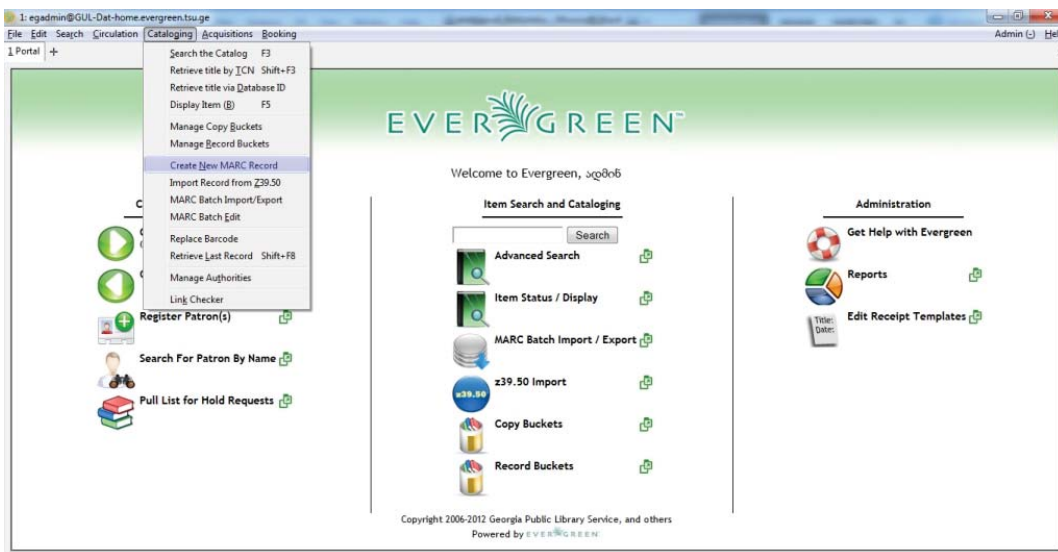 1: egadmin@GUL-Dat-home.evergreen.tsu.ge
File Edit Search Circulation Cataloging Acquisitions Booking Admin (-) Hel
1 Portal +
Search the Catalog F3
Retrieve title by TCN Shift+F3
Retrieve title via Database ID
Display Item (B) F5
Manage Copy Buckets
Manage Record Buckets
Create New MARC Record
Import Record from Z39.50
MARC Batch Import/Export
MARC Batch Edit
Replace Barcode
Retrieve Last Record Shift+F8
Manage Authorities
Link Checker
EVERGREEN
Welcome to Evergreen, ადმინ
C
Register Patron(s)
Search For Patron By Name
Pull List for Hold Requests
Item Search and Cataloging
Search
Advanced Search
Item Status / Display
MARC Batch Import / Export
z39.50
z39.50 Import
Copy Buckets
Record Buckets
Administration
Get Help with Evergreen
Reports
Title:
Date:
Edit Receipt Templates
Copyright 2006-2012 Georgia Public Library Service, and others
Powered by EVERGREEN